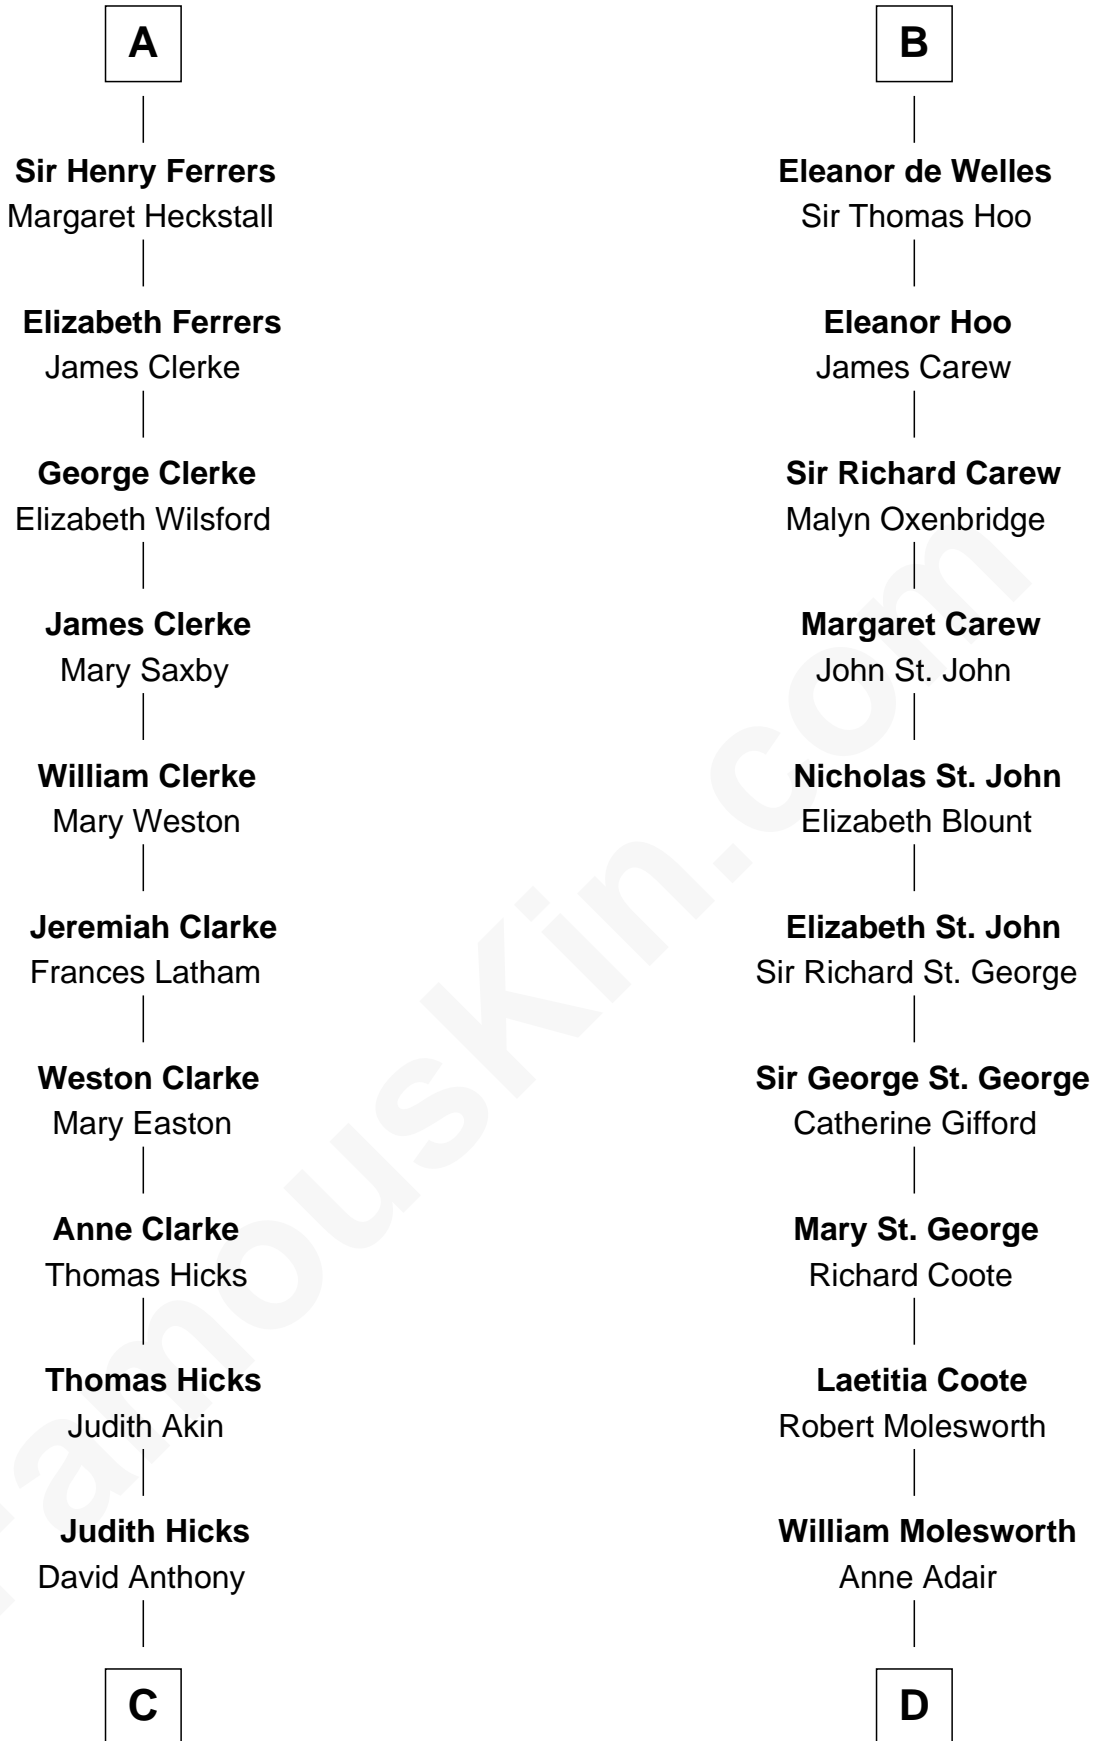 A
Sir Henry Ferrers
Margaret Heckstall
Elizabeth Ferrers
James Clerke
George Clerke
Elizabeth Wilsford
James Clerke
Mary Saxby
William Clerke
Mary Weston
Jeremiah Clarke
Frances Latham
Weston Clarke
Mary Easton
Anne Clarke
Thomas Hicks
Thomas Hicks
Judith Akin
Judith Hicks
David Anthony
C
B
Eleanor de Welles
Sir Thomas Hoo
Eleanor Hoo
James Carew
Sir Richard Carew
Malyn Oxenbridge
Margaret Carew
John St. John
Nicholas St. John
Elizabeth Blount
Elizabeth St. John
Sir Richard St. George
Sir George St. George
Catherine Gifford
Mary St. George
Richard Coote
Laetitia Coote
Robert Molesworth
William Molesworth
Anne Adair
D
FamousKin.com